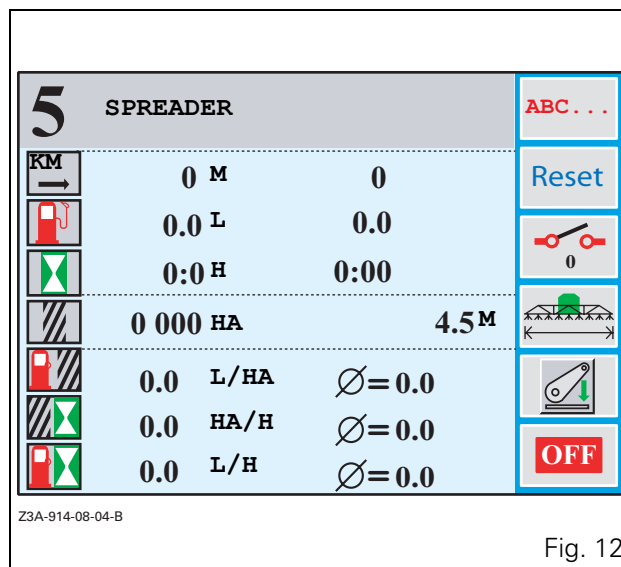 5 SPREADER
ABC...
KM
0 M 0
Reset
0.0 L 0.0
0
0:0 H 0:00
0 000 HA 4.5 M
0.0 L/HA Ø=0.0
0.0 HA/H Ø=0.0
0.0 L/H Ø=0.0
OFF
Z3A-914-08-04-B
Fig. 12